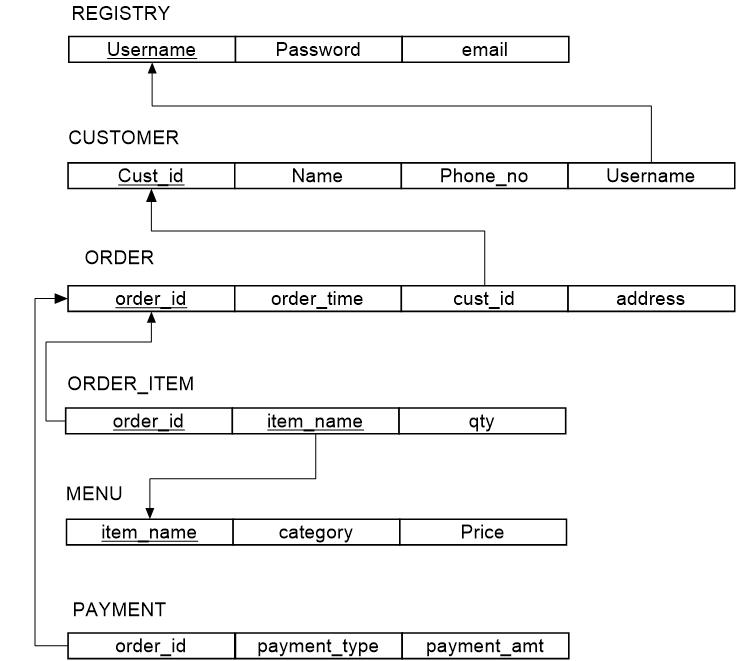 REGISTRY
Username Password email
CUSTOMER
Cust_id Name Phone_no Username
ORDER
order_id order_time cust_id address
ORDER_ITEM
order_id item_name qty
MENU
item_name category Price
PAYMENT
order_id payment_type payment_amt